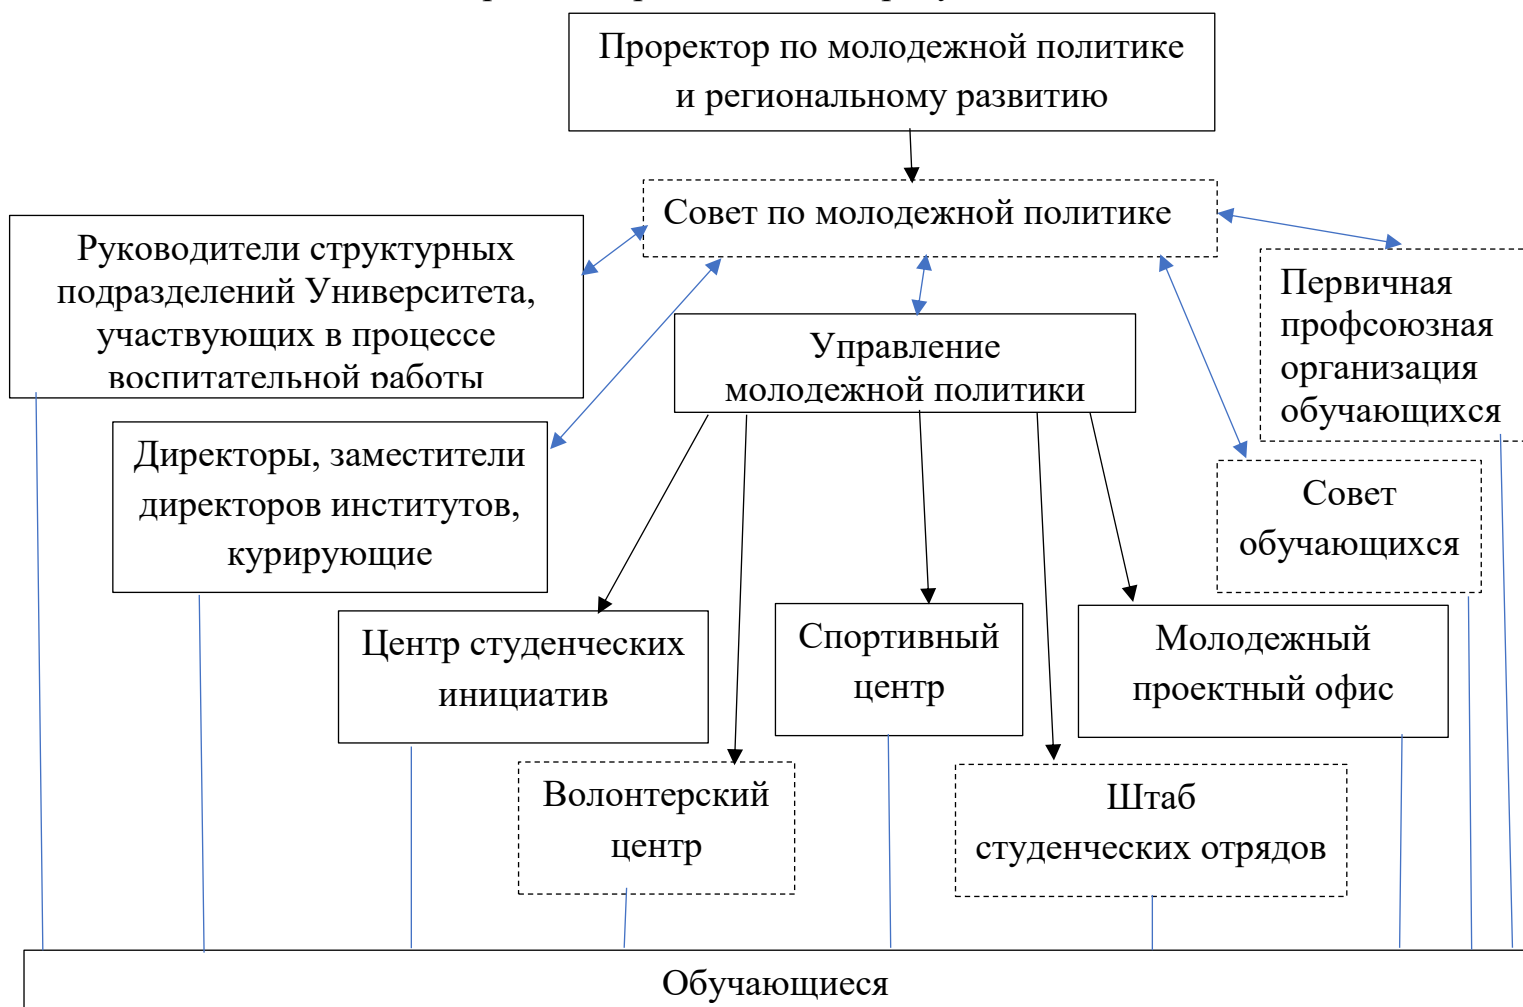 Проректор по молодежной политике
и региональному развитию
Совет по молодежной политике
Руководители структурных
подразделений Университета,
участвующих в процессе
воспитательной работы
Первичная
профсоюзная
организация
обучающихся
Управление
молодежной политики
Директоры, заместители
директоров институтов,
курирующие
Совет
обучающихся
Центр студенческих
инициатив
Спортивный
центр
Молодежный
проектный офис
Волонтерский
центр
Штаб
студенческих отрядов
Обучающиеся